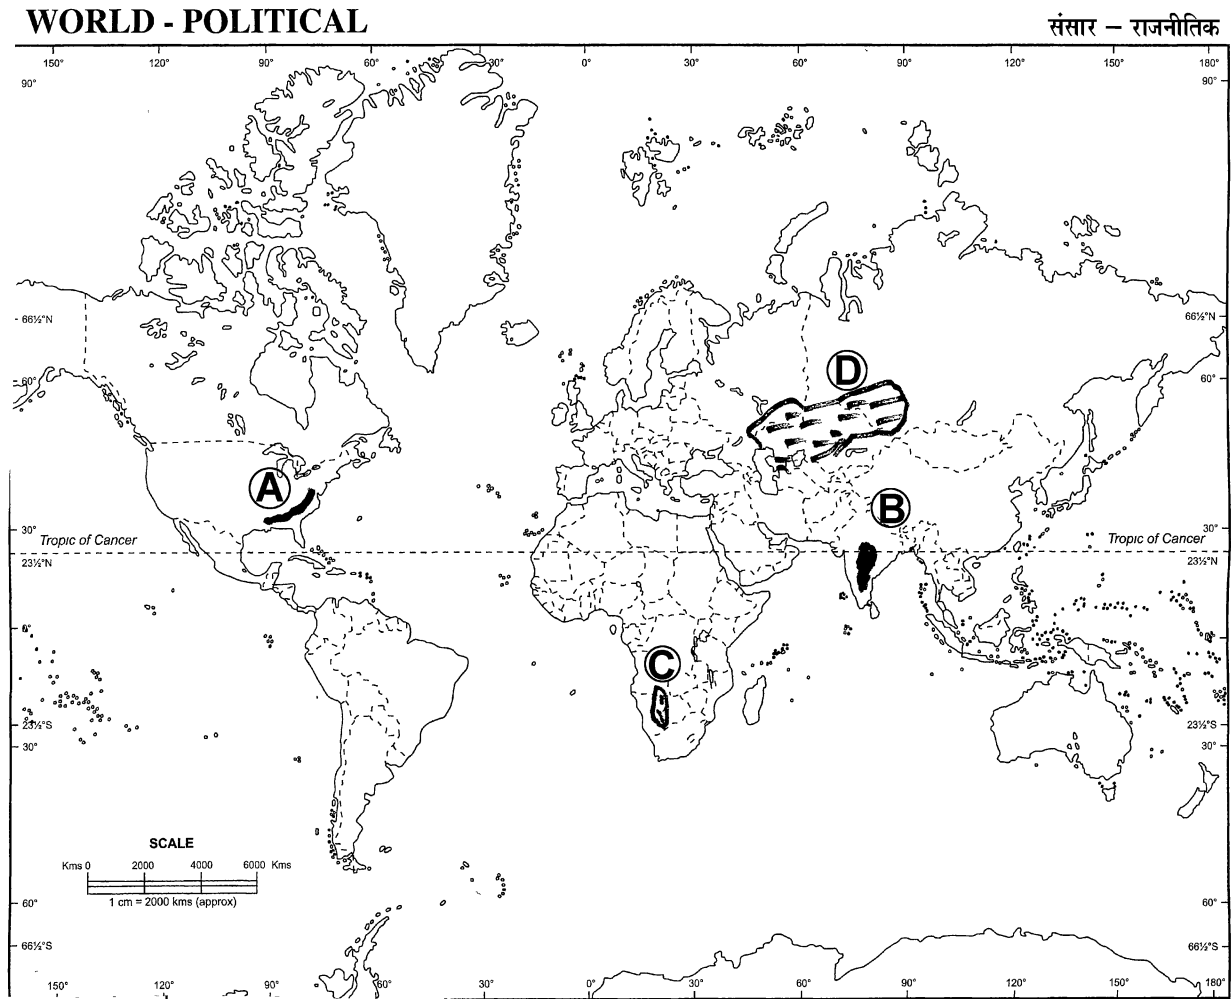 WORLD - POLITICAL
संसार – राजनीतिक
150° 120° 90° 60° 30° 0° 30° 60° 90° 120° 150° 180°
90° 90°
66½°N 66½°N
60° 60°
D
A
B
30° 30°
Tropic of Cancer Tropic of Cancer
23½°N 23½°N
0° 0°
C
23½°S 23½°S
30° 30°
SCALE
Kms 0 2000 4000 6000 Kms
1 cm = 2000 kms (approx)
60° 60°
66½°S 66½°S
150° 120° 90° 60° 30° 0° 30° 60° 90° 120° 150° 180°